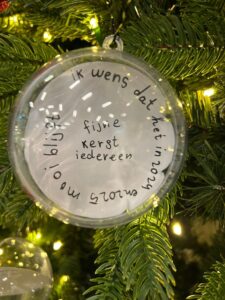 ik wens dat het in 2024 en 2025 mooi blijft
fijne
kerst
iedereen